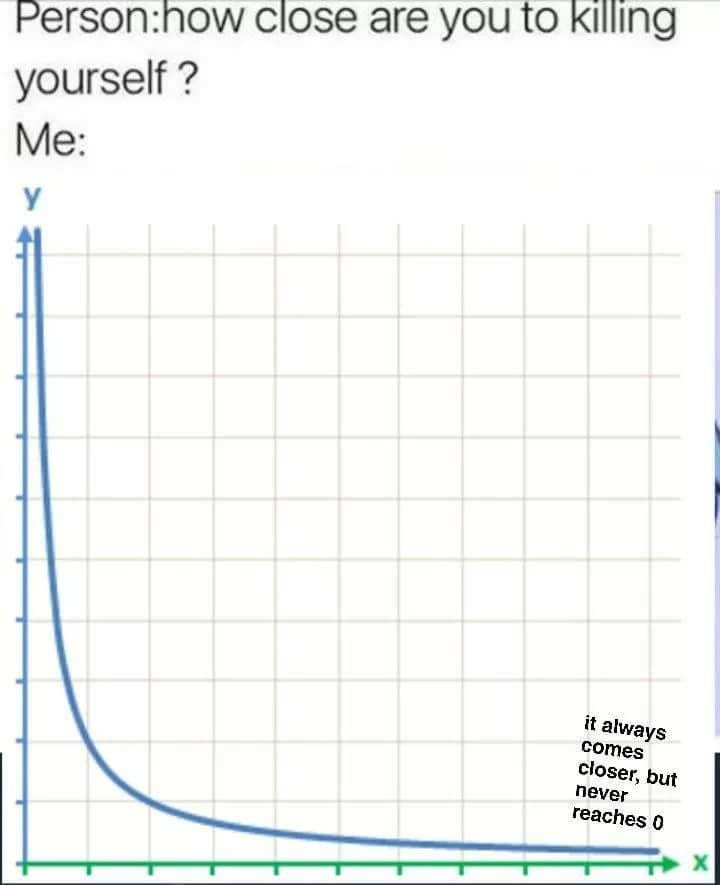 Person:how close are you to killing
yourself ?
Me:
y
it always
comes
closer, but
never
reaches 0
x